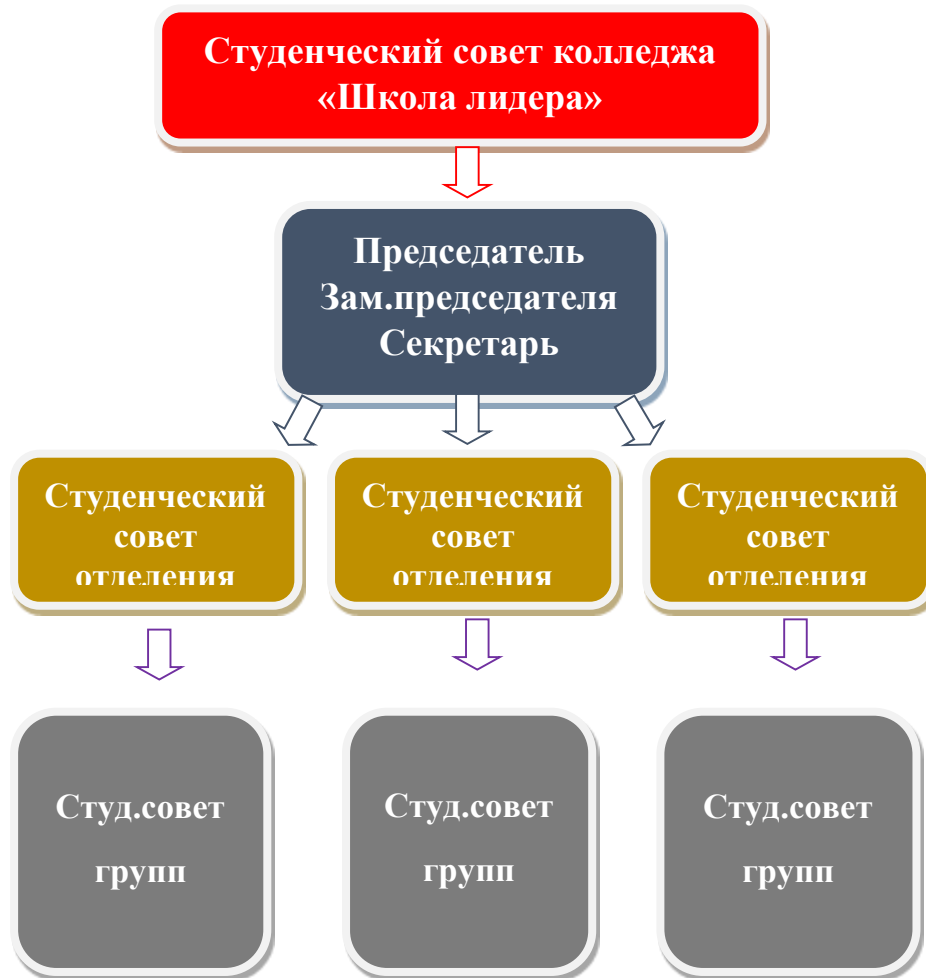 Студенческий совет колледжа
«Школа лидера»
Председатель
Зам.председателя
Секретарь
Студенческий
совет
отделения
Студенческий
совет
отделения
Студенческий
совет
отделения
Студ.совет
групп
Студ.совет
групп
Студ.совет
групп